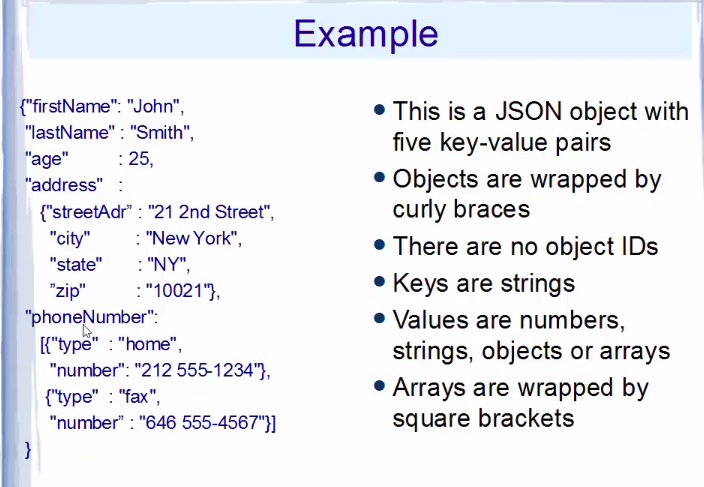 Example
{"firstName": "John",
"lastName" : "Smith",
"age" : 25,
"address" :
{"streetAdr” : "21 2nd Street",
"city" : "New York",
"state" : "NY",
”zip" : "10021"},
"phoneNumber":
[{"type" : "home",
"number": "212 555-1234"},
{"type" : "fax",
"number” : "646 555-4567"}]
}
• This is a JSON object with
five key-value pairs
• Objects are wrapped by
curly braces
• There are no object IDs
• Keys are strings
• Values are numbers,
strings, objects or arrays
• Arrays are wrapped by
square brackets